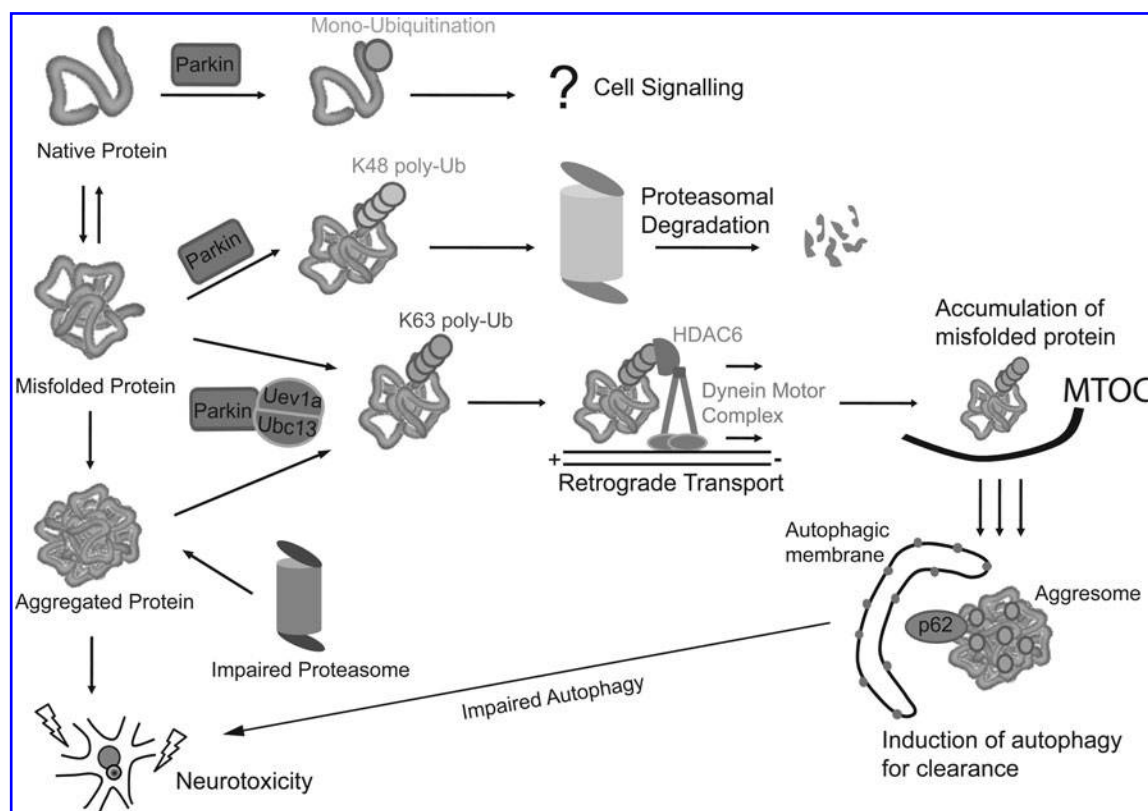 Mono-Ubiquitination
Parkin
?
Cell Signalling
Native Protein
K48 poly-Ub
Proteasomal
Degradation
Parkin
Misfolded Protein
K63 poly-Ub
HDAC6
Accumulation of
misfolded protein
Parkin
Uev1a
Ubc13
Dynein Motor
Complex
MTOC
+
-
Retrograde Transport
Aggregated Protein
Impaired Proteasome
Autophagic
membrane
Aggresome
p62
Impaired Autophagy
Neurotoxicity
Induction of autophagy
for clearance